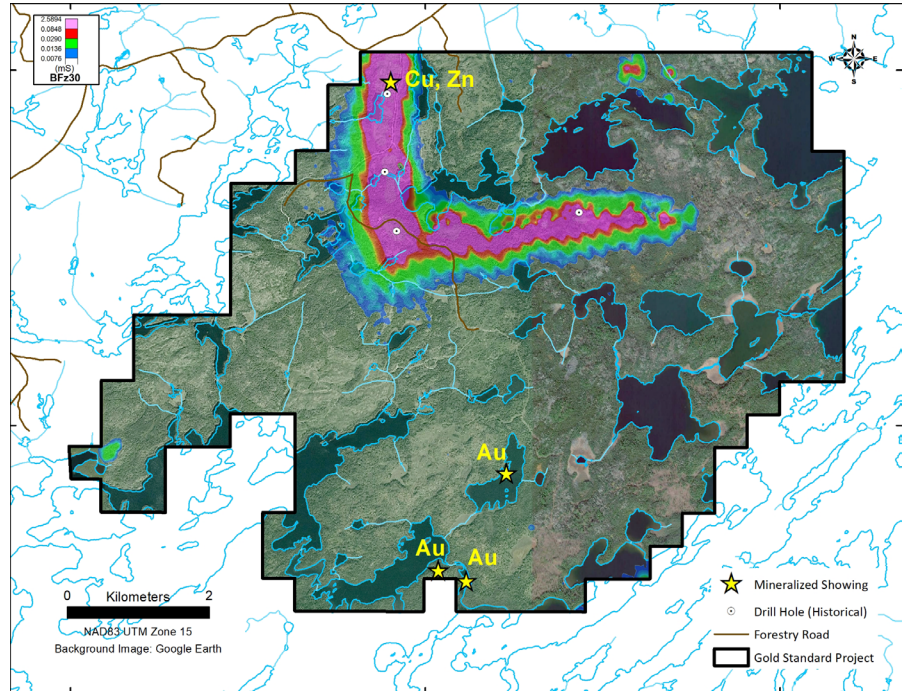 2.5894
0.0848
0.0290
0.0136
0.0076
(mS)
BFz30
N
W E
S
Cu, Zn
Au
Au
Au
0 Kilometers 2
NAD83 UTM Zone 15
Background Image: Google Earth
Mineralized Showing
Drill Hole (Historical)
Forestry Road
Gold Standard Project